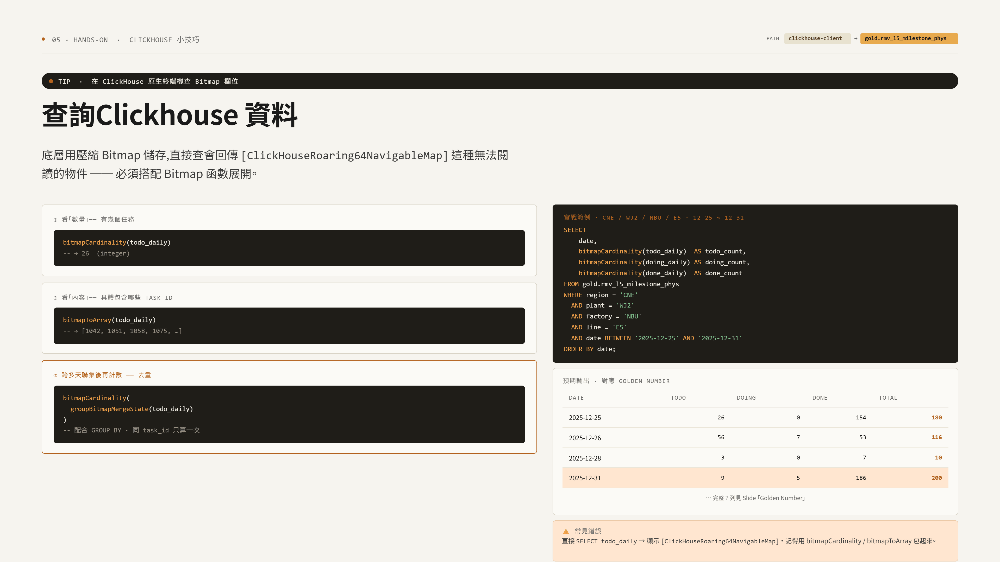 05 · HANDS-ON · CLICKHOUSE 小技巧
PATH clickhouse-client → gold.rmv_l5_milestone_phys
TIP · 在 ClickHouse 原生終端機查 Bitmap 欄位
查詢Clickhouse 資料
底層用壓縮 Bitmap 儲存,直接查會回傳 [ClickHouseRoaring64NavigableMap] 這種無法閱
讀的物件 —— 必須搭配 Bitmap 函數展開。
① 看「數量」—— 有幾個任務
bitmapCardinality(todo_daily)
-- → 26  (integer)
② 看「內容」—— 具體包含哪些 TASK ID
bitmapToArray(todo_daily)
-- → [1042, 1051, 1058, 1075, …]
③ 跨多天聯集後再計數 —— 去重
bitmapCardinality(
  groupBitmapMergeState(todo_daily)
)
-- 配合 GROUP BY · 同 task_id 只算一次
實戰範例 · CNE / WJ2 / NBU / E5 · 12-25 ~ 12-31
SELECT
    date,
    bitmapCardinality(todo_daily)  AS todo_count,
    bitmapCardinality(doing_daily) AS doing_count,
    bitmapCardinality(done_daily)  AS done_count
FROM gold.rmv_l5_milestone_phys
WHERE region = 'CNE'
  AND plant = 'WJ2'
  AND factory = 'NBU'
  AND line = 'E5'
  AND date BETWEEN '2025-12-25' AND '2025-12-31'
ORDER BY date;
預期輸出 · 對應 GOLDEN NUMBER
DATE TODO DOING DONE TOTAL
2025-12-25 26 0 154 180
2025-12-26 56 7 53 116
2025-12-28 3 0 7 10
2025-12-31 9 5 186 200
⋯ 完整 7 列見 Slide「Golden Number」
⚠ 常見錯誤
直接 SELECT todo_daily → 顯示 [ClickHouseRoaring64NavigableMap]・記得用 bitmapCardinality / bitmapToArray 包起來。